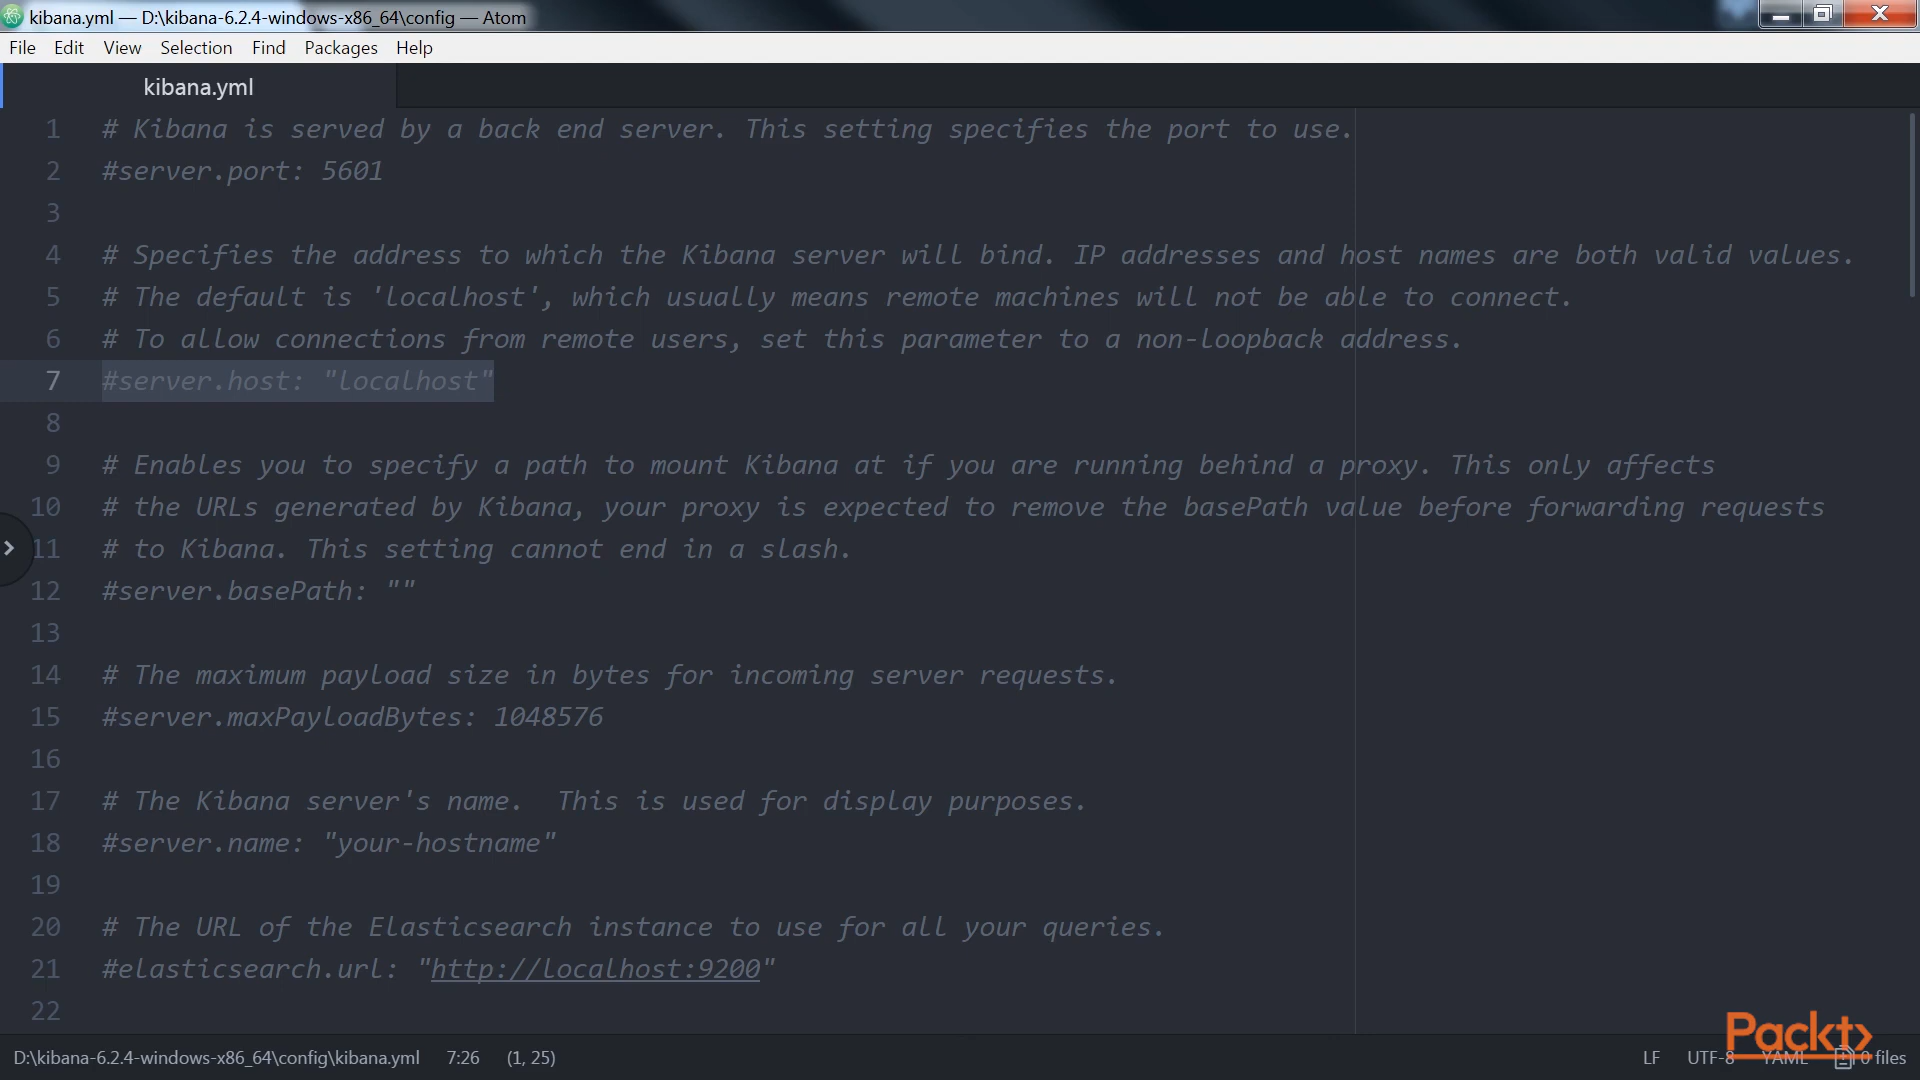 kibana.yml — D:\kibana-6.2.4-windows-x86_64\config — Atom
File Edit View Selection Find Packages Help
kibana.yml
1 # Kibana is served by a back end server. This setting specifies the port to use.
2 #server.port: 5601
3
4 # Specifies the address to which the Kibana server will bind. IP addresses and host names are both valid values.
5 # The default is 'localhost', which usually means remote machines will not be able to connect.
6 # To allow connections from remote users, set this parameter to a non-loopback address.
7 #server.host: "localhost"
8
9 # Enables you to specify a path to mount Kibana at if you are running behind a proxy. This only affects
10 # the URLs generated by Kibana, your proxy is expected to remove the basePath value before forwarding requests
11 # to Kibana. This setting cannot end in a slash.
12 #server.basePath: ""
13
14 # The maximum payload size in bytes for incoming server requests.
15 #server.maxPayloadBytes: 1048576
16
17 # The Kibana server's name.  This is used for display purposes.
18 #server.name: "your-hostname"
19
20 # The URL of the Elasticsearch instance to use for all your queries.
21 #elasticsearch.url: "http://localhost:9200"
22
Packt>
D:\kibana-6.2.4-windows-x86_64\config\kibana.yml 7:26 (1, 25) LF UTF-8 YAML 0 files